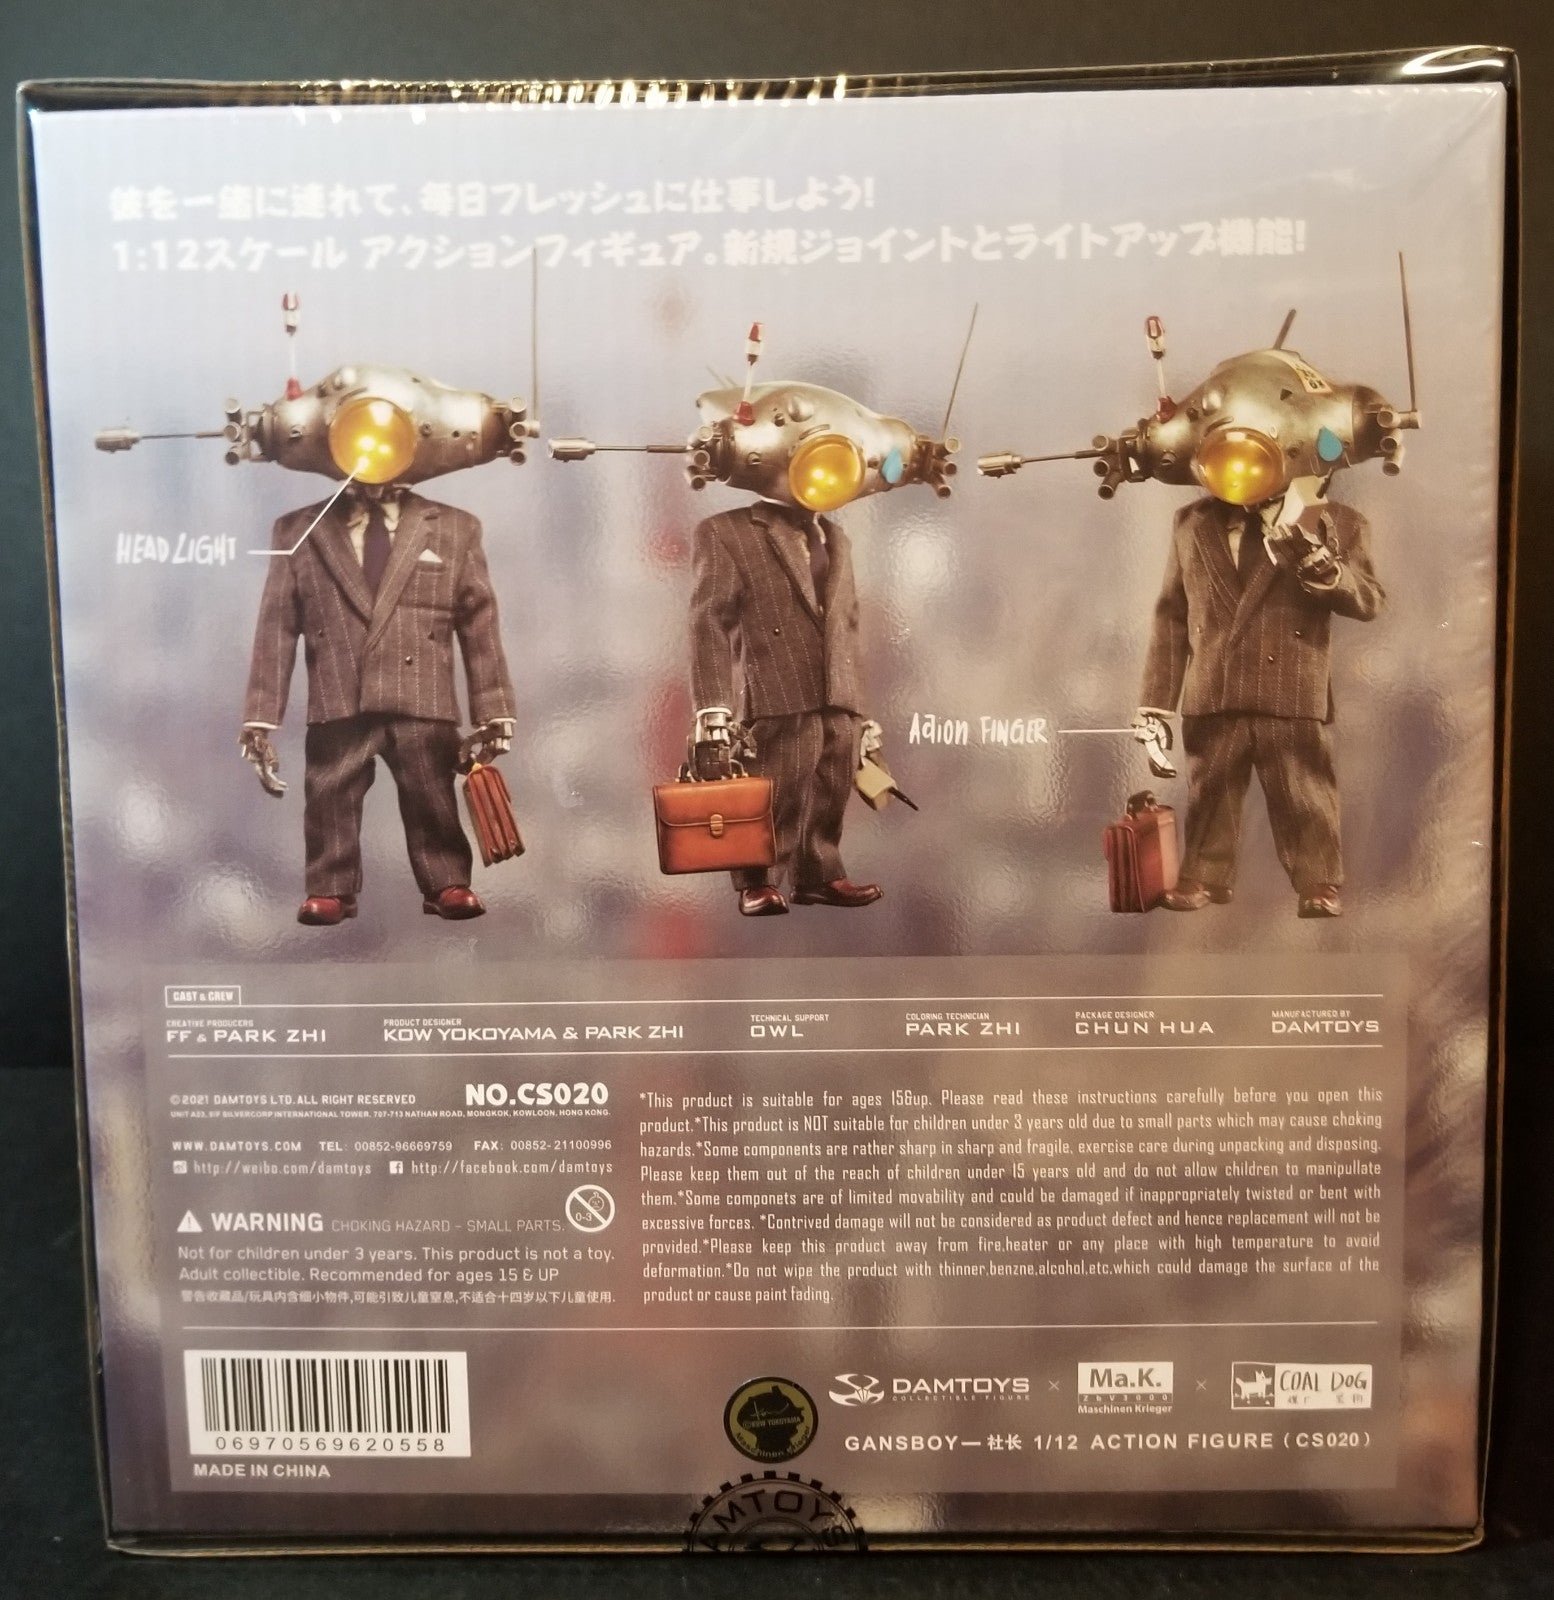 彼を一緒に連れて、毎日フレッシュに仕事しよう!
1:12スケール アクションフィギュア。新規ジョイントとライトアップ機能!
HEAD LIGHT
ACTION FINGER
CAST & CREW
CREATIVE PRODUCERS
FF & PARK ZHI
PRODUCT DESIGNER
KOW YOKOYAMA & PARK ZHI
TECHNICAL SUPPORT
OWL
COLORING TECHNICIAN
PARK ZHI
PACKAGE DESIGNER
CHUN HUA
MANUFACTURED BY
DAMTOYS
©2021 DAMTOYS LTD. ALL RIGHT RESERVED NO.CS020
UNIT A23, 9/F SILVERCORP INTERNATIONAL TOWER, 707-713 NATHAN ROAD, MONGKOK, KOWLOON, HONG KONG.
WWW.DAMTOYS.COM TEL: 00852-96669759 FAX: 00852-21100996
http://weibo.com/damtoys http://facebook.com/damtoys
WARNING CHOKING HAZARD – SMALL PARTS.
0-3
Not for children under 3 years. This product is not a toy.
Adult collectible. Recommended for ages 15 & UP
警告收藏品/玩具内含细小物件,可能引致儿童窒息,不适合十四岁以下儿童使用.
*This product is suitable for ages 15&up. Please read these instructions carefully before you open this
product.*This product is NOT suitable for children under 3 years old due to small parts which may cause choking
hazards.*Some components are rather sharp in sharp and fragile, exercise care during unpacking and disposing.
Please keep them out of the reach of children under 15 years old and do not allow children to manipullate
them.*Some componets are of limited movability and could be damaged if inappropriately twisted or bent with
excessive forces. *Contrived damage will not be considered as product defect and hence replacement will not be
provided.*Please keep this product away from fire,heater or any place with high temperature to avoid
deformation.*Do not wipe the product with thinner,benzne,alcohol,etc.which could damage the surface of the
product or cause paint fading.
06970569620558
MADE IN CHINA
©KOW YOKOYAMA
Maschinen Krieger
DAMTOYS × Ma.K. × COAL DOG
COLLECTIBLE FIGURE
ZbV3000
Maschinen Krieger
GANSBOY—社长 1/12 ACTION FIGURE (CS020)
DAMTOYS